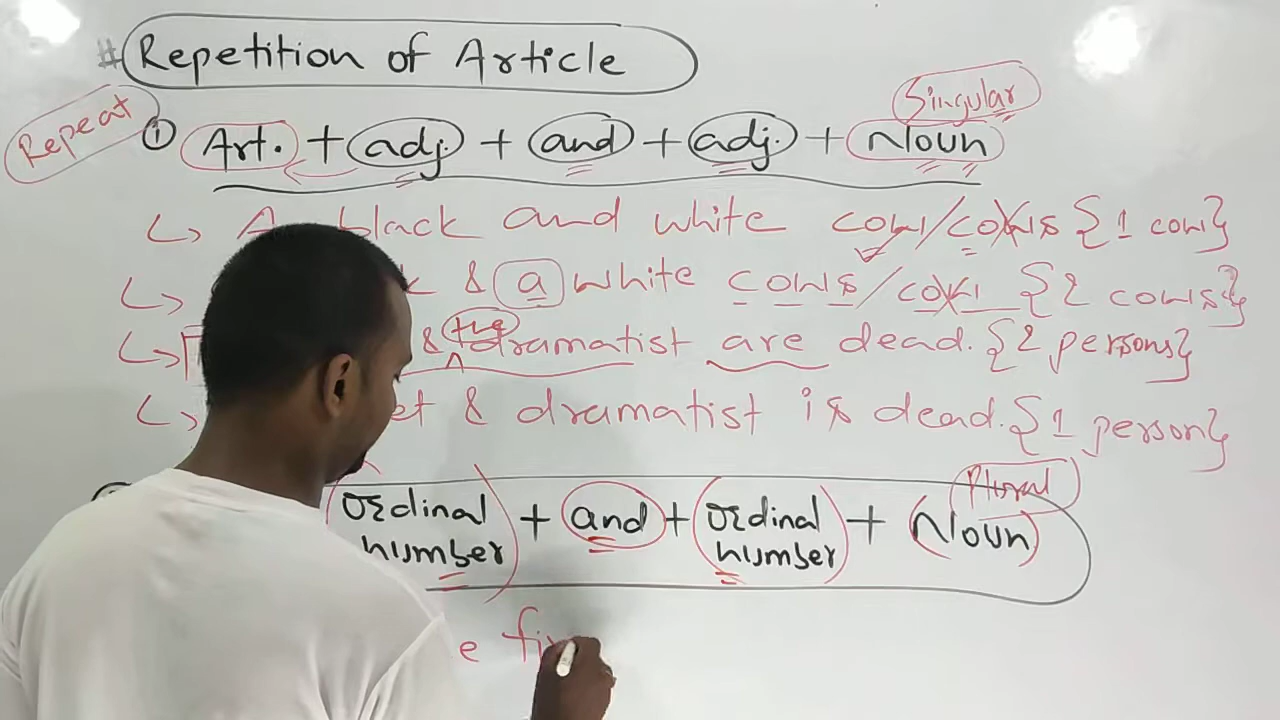 # Repetition of Article
Singular
Repeat ① Art. + adj + and + adj. + Noun
↳ A black and white cow/cows {1 cow}
↳ & a white cows/cow {2 cows}
the
↳ & dramatist are dead. {2 persons}
↳ & dramatist is dead. {1 person}
Plural
ordinal number + and + ordinal number + Noun